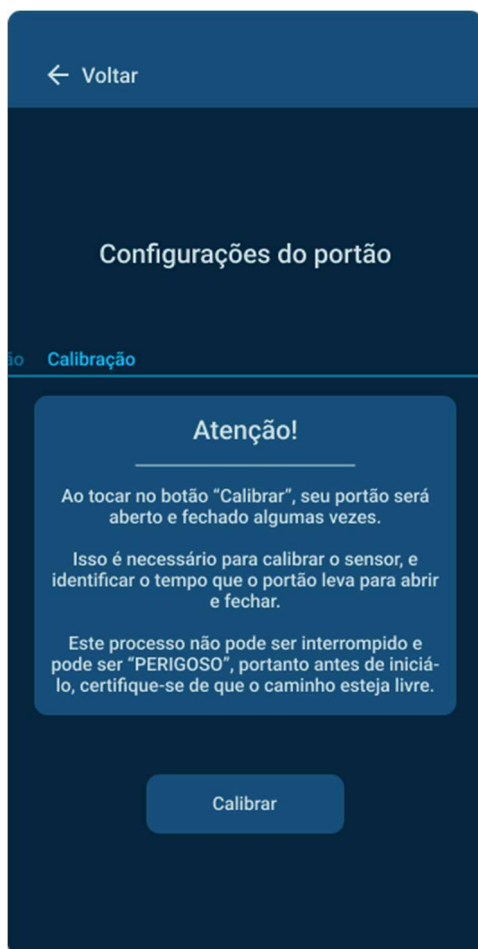 ← Voltar
Configurações do portão
ão Calibração
Atenção!
Ao tocar no botão “Calibrar”, seu portão será
aberto e fechado algumas vezes.
Isso é necessário para calibrar o sensor, e
identificar o tempo que o portão leva para abrir
e fechar.
Este processo não pode ser interrompido e
pode ser “PERIGOSO”, portanto antes de iniciá-
lo, certifique-se de que o caminho esteja livre.
Calibrar